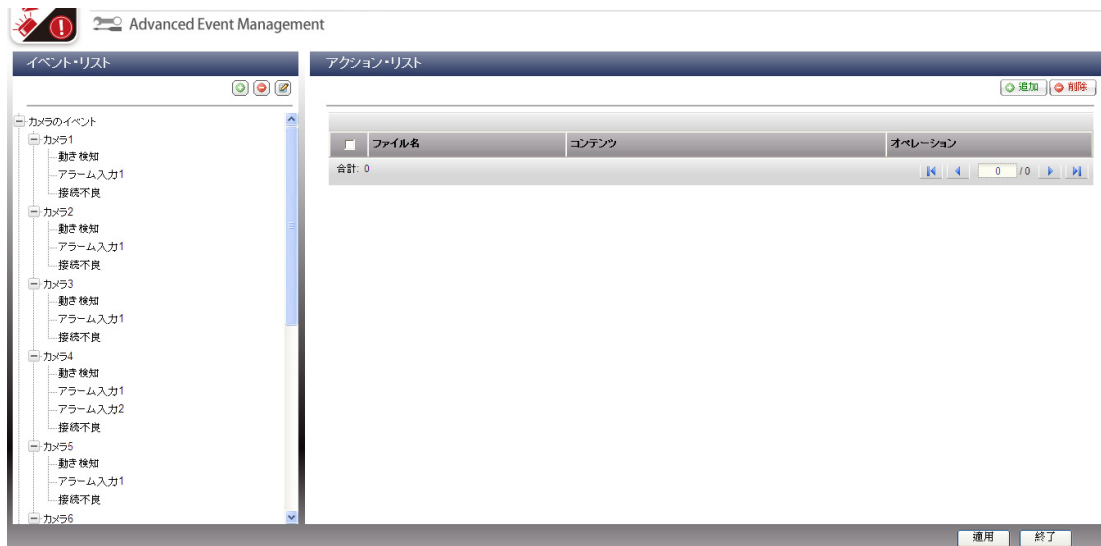 Advanced Event Management
イベント・リスト
カメラのイベント
カメラ1
動き検知
アラーム入力1
接続不良
カメラ2
動き検知
アラーム入力1
接続不良
カメラ3
動き検知
アラーム入力1
接続不良
カメラ4
動き検知
アラーム入力1
アラーム入力2
接続不良
カメラ5
動き検知
アラーム入力1
接続不良
カメラ6
アクション・リスト
追加 削除
ファイル名 コンテンツ オペレーション
合計: 0 0 / 0
適用 終了